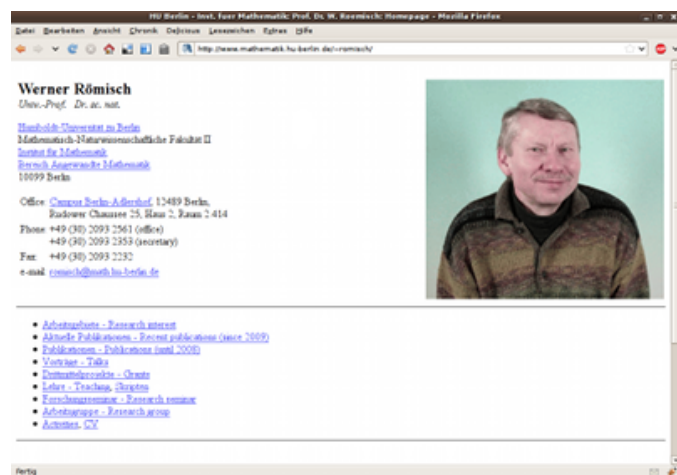 HU Berlin - Inst. fuer Mathematik: Prof. Dr. W. Roemisch: Homepage - Mozilla Firefox
Datei Bearbeiten Ansicht Chronik Delicious Lesezeichen Extras Hilfe
http://www.mathematik.hu-berlin.de/~romisch/
Werner Römisch
Univ.-Prof. Dr. sc. nat.
Humboldt-Universität zu Berlin
Mathematisch-Naturwissenschaftliche Fakultät II
Institut für Mathematik
Bereich Angewandte Mathematik
10099 Berlin
Office: Campus Berlin-Adlershof, 12489 Berlin,
Rudower Chaussee 25, Haus 2, Raum 2.414
Phone: +49 (30) 2093 2561 (office)
+49 (30) 2093 2353 (secretary)
Fax: +49 (30) 2093 2232
e-mail: romisch@math.hu-berlin.de
Arbeitsgebiete - Research interest
Aktuelle Publikationen - Recent publications (since 2009)
Publikationen - Publications (until 2008)
Vorträge - Talks
Drittmittelprojekte - Grants
Lehre - Teaching, Skripten
Forschungsseminar - Research seminar
Arbeitsgruppe - Research group
Activities, CV
Fertig